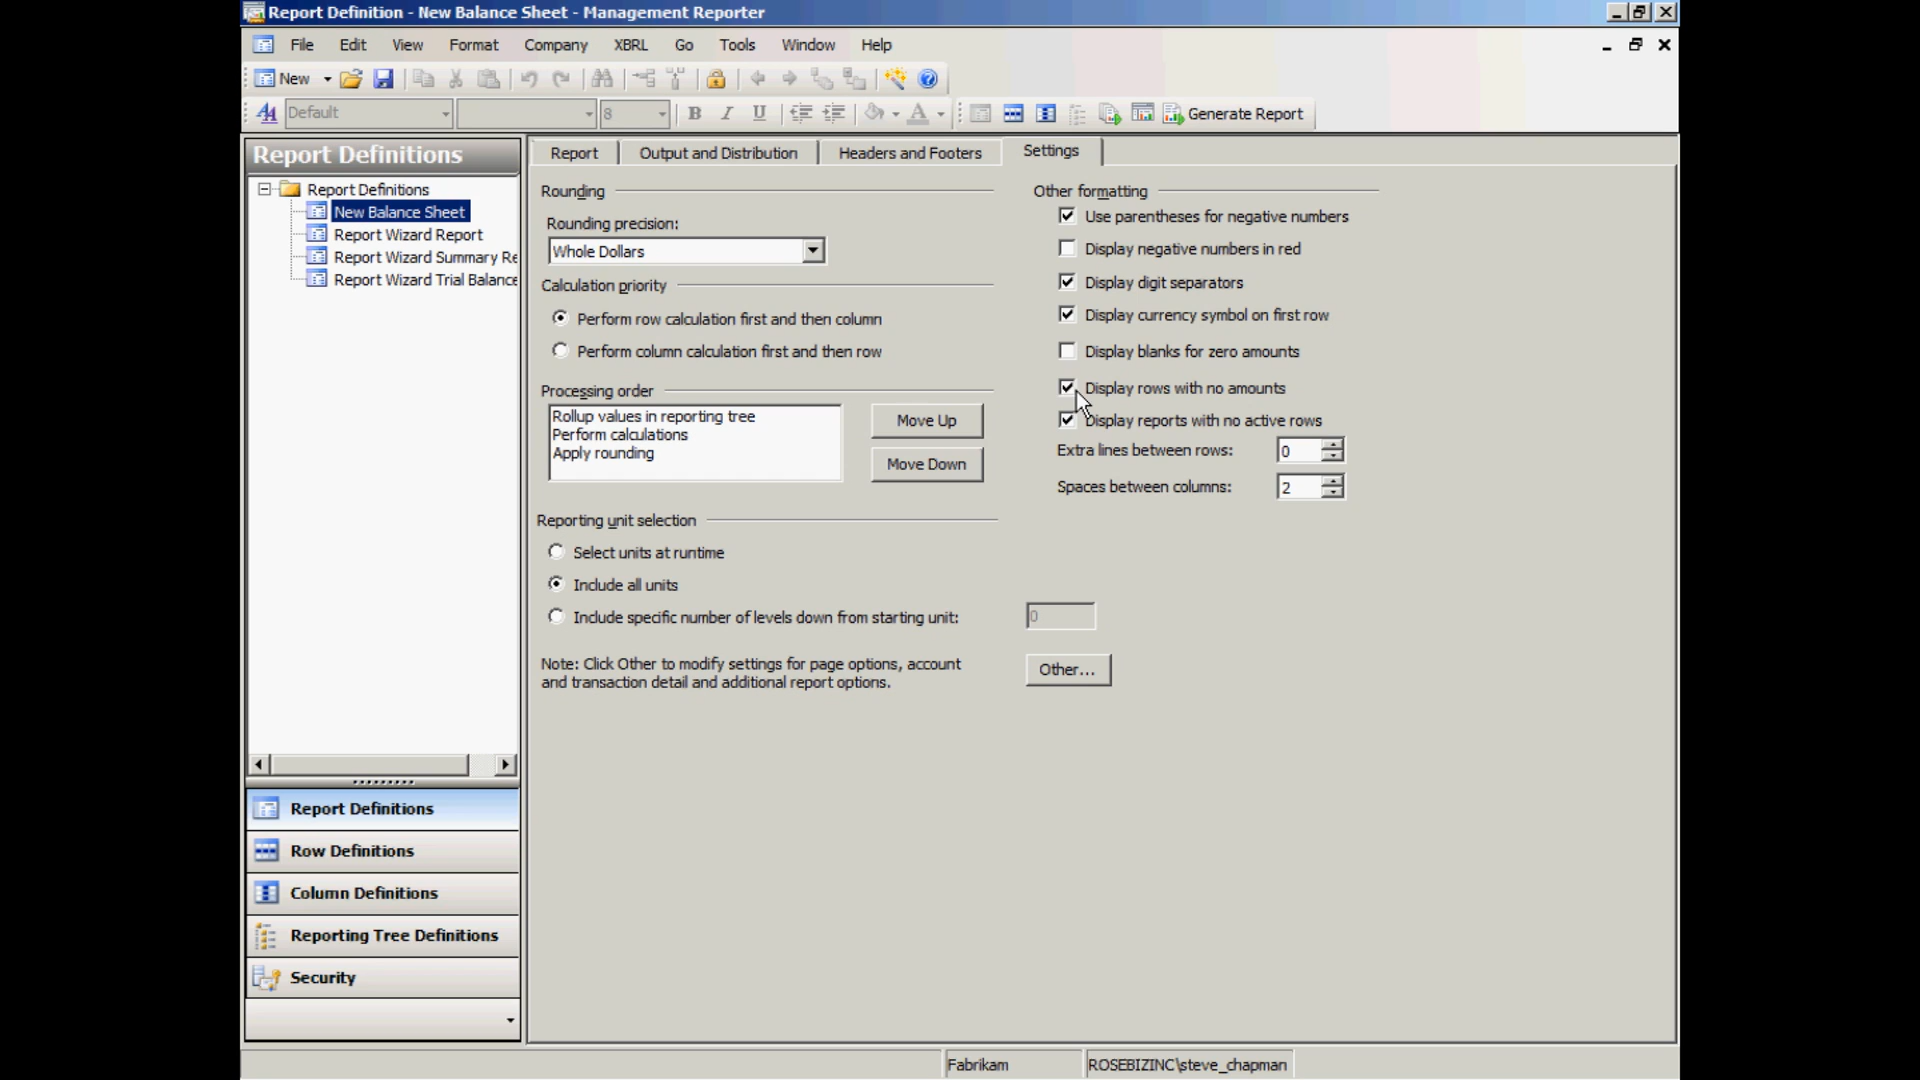 Report Definition - New Balance Sheet - Management Reporter
File Edit View Format Company XBRL Go Tools Window Help
New
Default 8 B I U A Generate Report
Report Definitions
Report Definitions
New Balance Sheet
Report Wizard Report
Report Wizard Summary Re
Report Wizard Trial Balance
Report Definitions
Row Definitions
Column Definitions
Reporting Tree Definitions
Security
Report Output and Distribution Headers and Footers Settings
Rounding
Rounding precision:
Whole Dollars
Calculation priority
Perform row calculation first and then column
Perform column calculation first and then row
Processing order
Rollup values in reporting tree
Perform calculations
Apply rounding
Move Up
Move Down
Reporting unit selection
Select units at runtime
Include all units
Include specific number of levels down from starting unit: 0
Note: Click Other to modify settings for page options, account
and transaction detail and additional report options.
Other...
Other formatting
Use parentheses for negative numbers
Display negative numbers in red
Display digit separators
Display currency symbol on first row
Display blanks for zero amounts
Display rows with no amounts
Display reports with no active rows
Extra lines between rows: 0
Spaces between columns: 2
Fabrikam ROSEBIZINC\steve_chapman